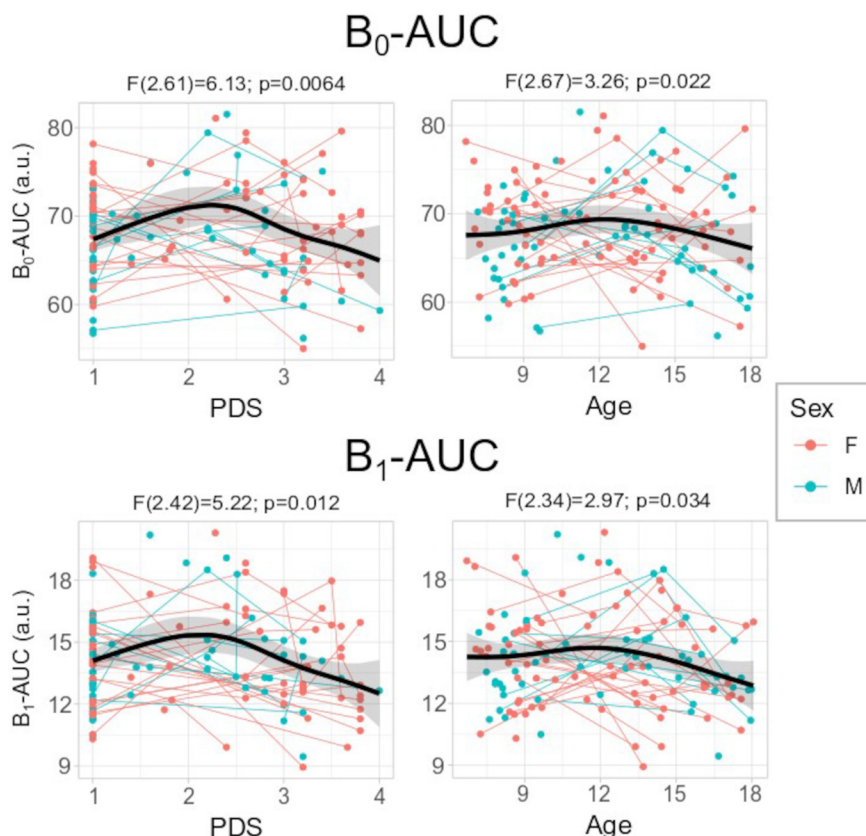 B₀-AUC
F(2.61)=6.13; p=0.0064
F(2.67)=3.26; p=0.022
B₀-AUC (a.u.)
80
70
60
1 2 3 4
PDS
80
70
60
9 12 15 18
Age
Sex
F
M
B₁-AUC
F(2.42)=5.22; p=0.012
F(2.34)=2.97; p=0.034
B₁-AUC (a.u.)
18
15
12
9
1 2 3 4
PDS
18
15
12
9
9 12 15 18
Age